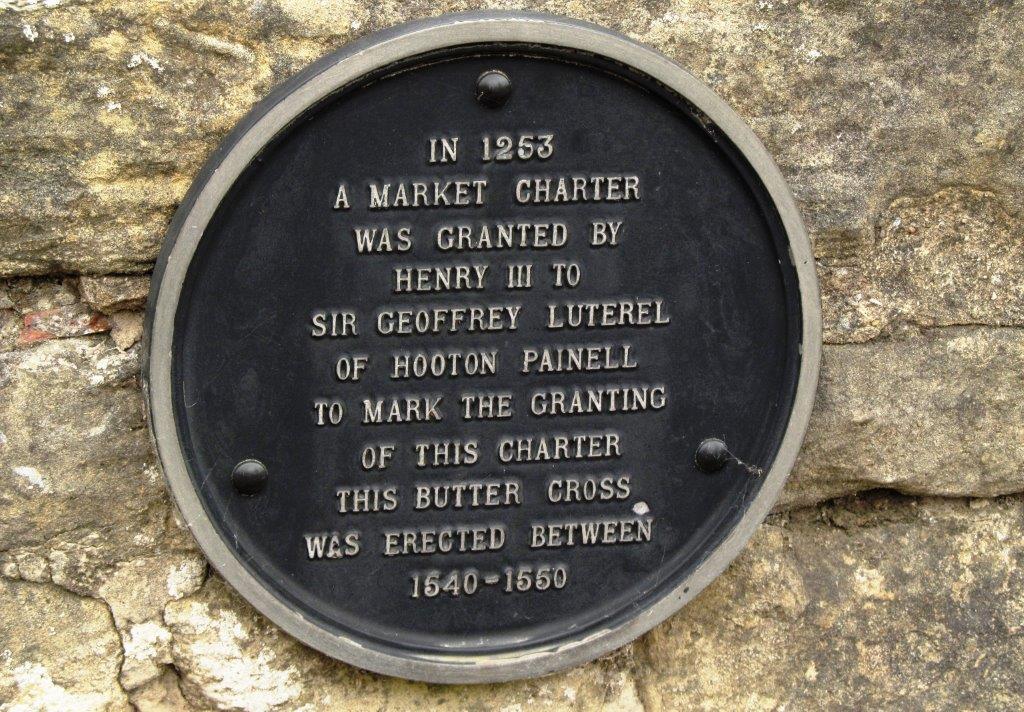 IN 1253
A MARKET CHARTER
WAS GRANTED BY
HENRY III TO
SIR GEOFFREY LUTEREL
OF HOOTON PAINELL
TO MARK THE GRANTING
OF THIS CHARTER
THIS BUTTER CROSS
WAS ERECTED BETWEEN
1540-1550